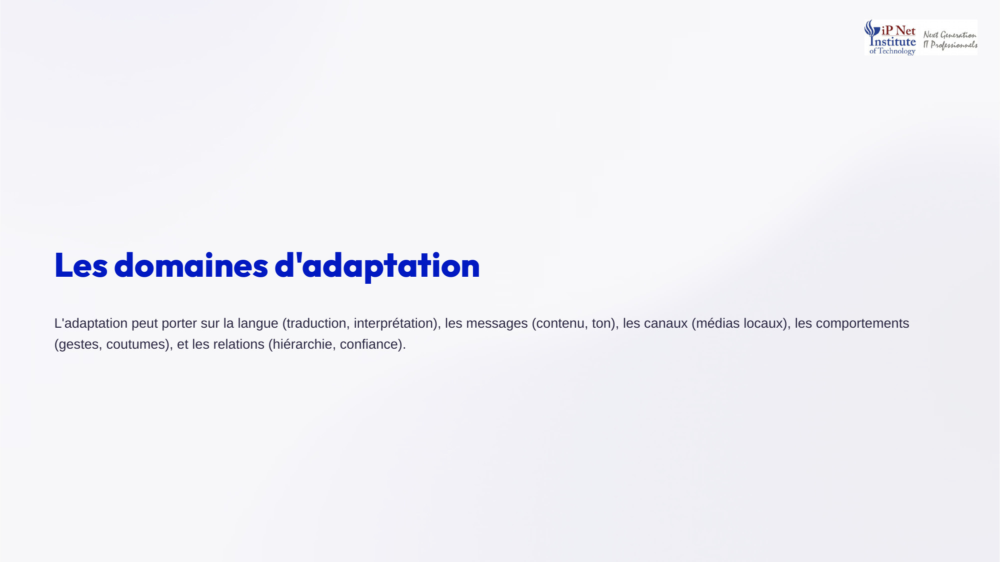 iP Net
Institute
of Technology
Next Generation
IT Professionnels
Les domaines d'adaptation
L'adaptation peut porter sur la langue (traduction, interprétation), les messages (contenu, ton), les canaux (médias locaux), les comportements
(gestes, coutumes), et les relations (hiérarchie, confiance).